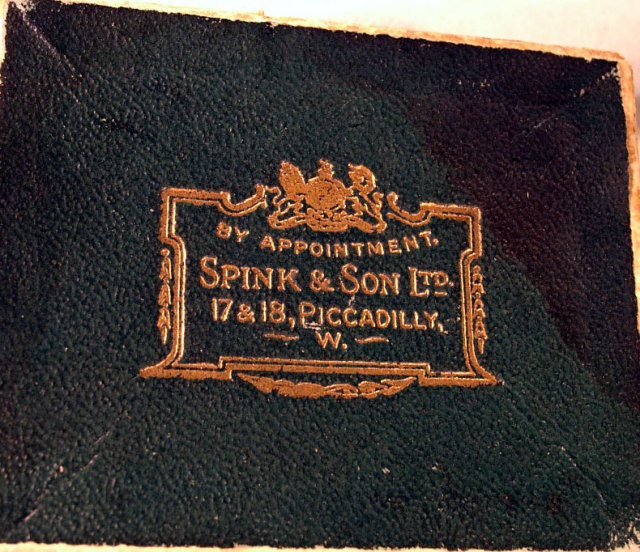 BY APPOINTMENT.
SPINK & SON LTD.
17 & 18, PICCADILLY,
— W. —